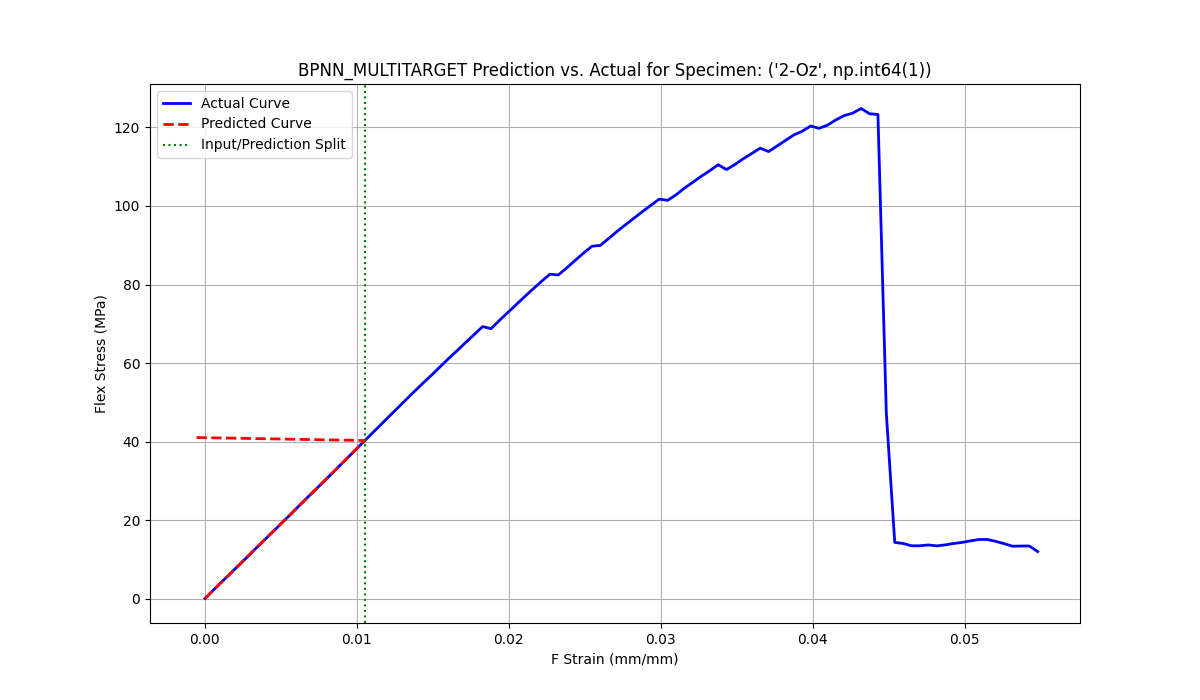 BPNN_MULTITARGET Prediction vs. Actual for Specimen: ('2-Oz', np.int64(1))
Actual Curve
Predicted Curve
Input/Prediction Split
120
100
80
60
40
20
0
Flex Stress (MPa)
0.00 0.01 0.02 0.03 0.04 0.05
F Strain (mm/mm)